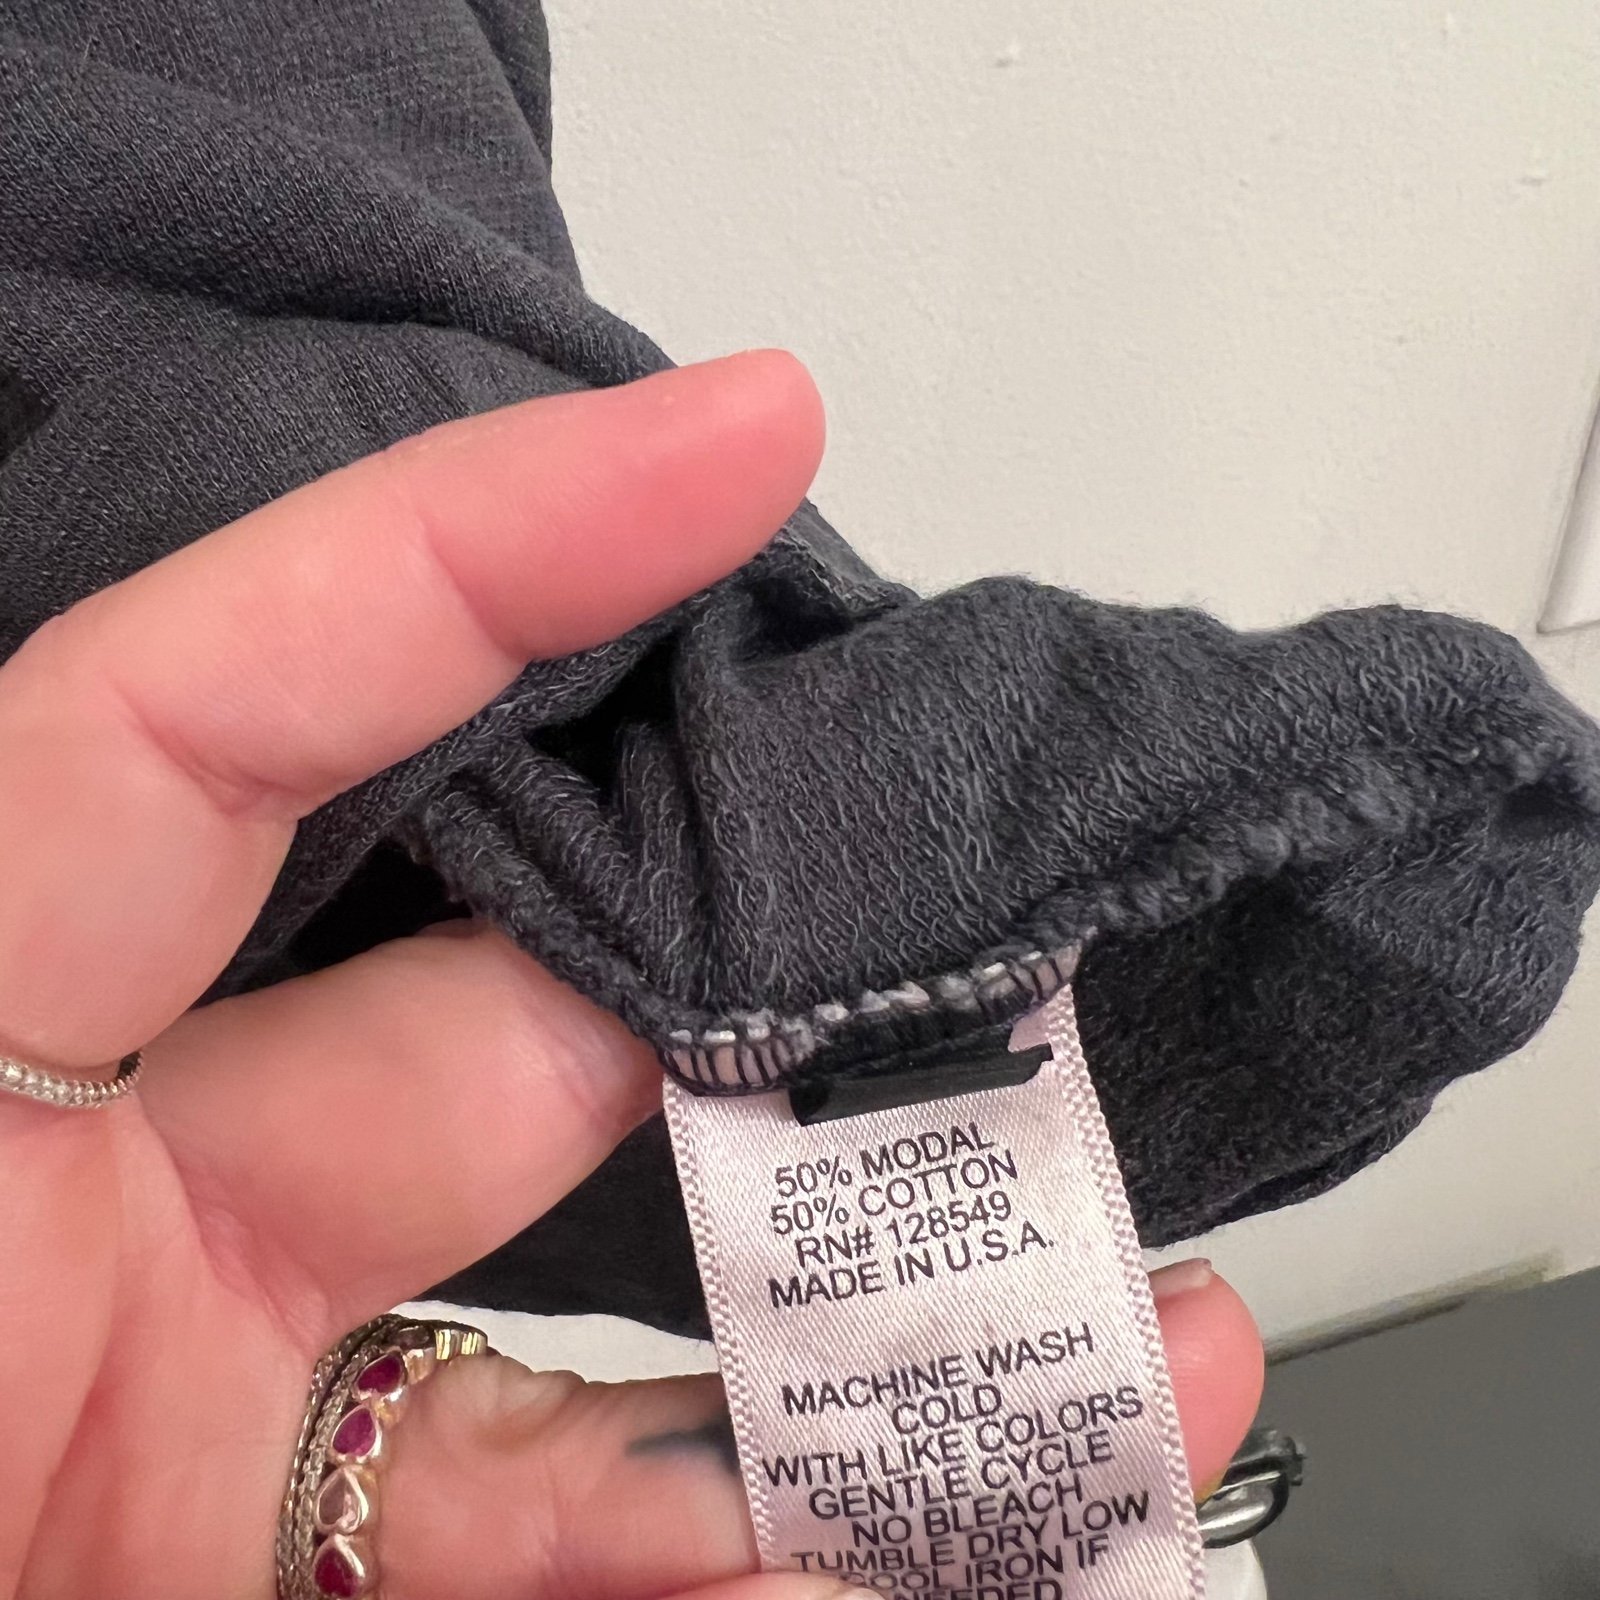 50% MODAL
50% COTTON
RN# 128549
MADE IN U.S.A.
MACHINE WASH
COLD
WITH LIKE COLORS
GENTLE CYCLE
NO BLEACH
TUMBLE DRY LOW
COOL IRON IF
NEEDED